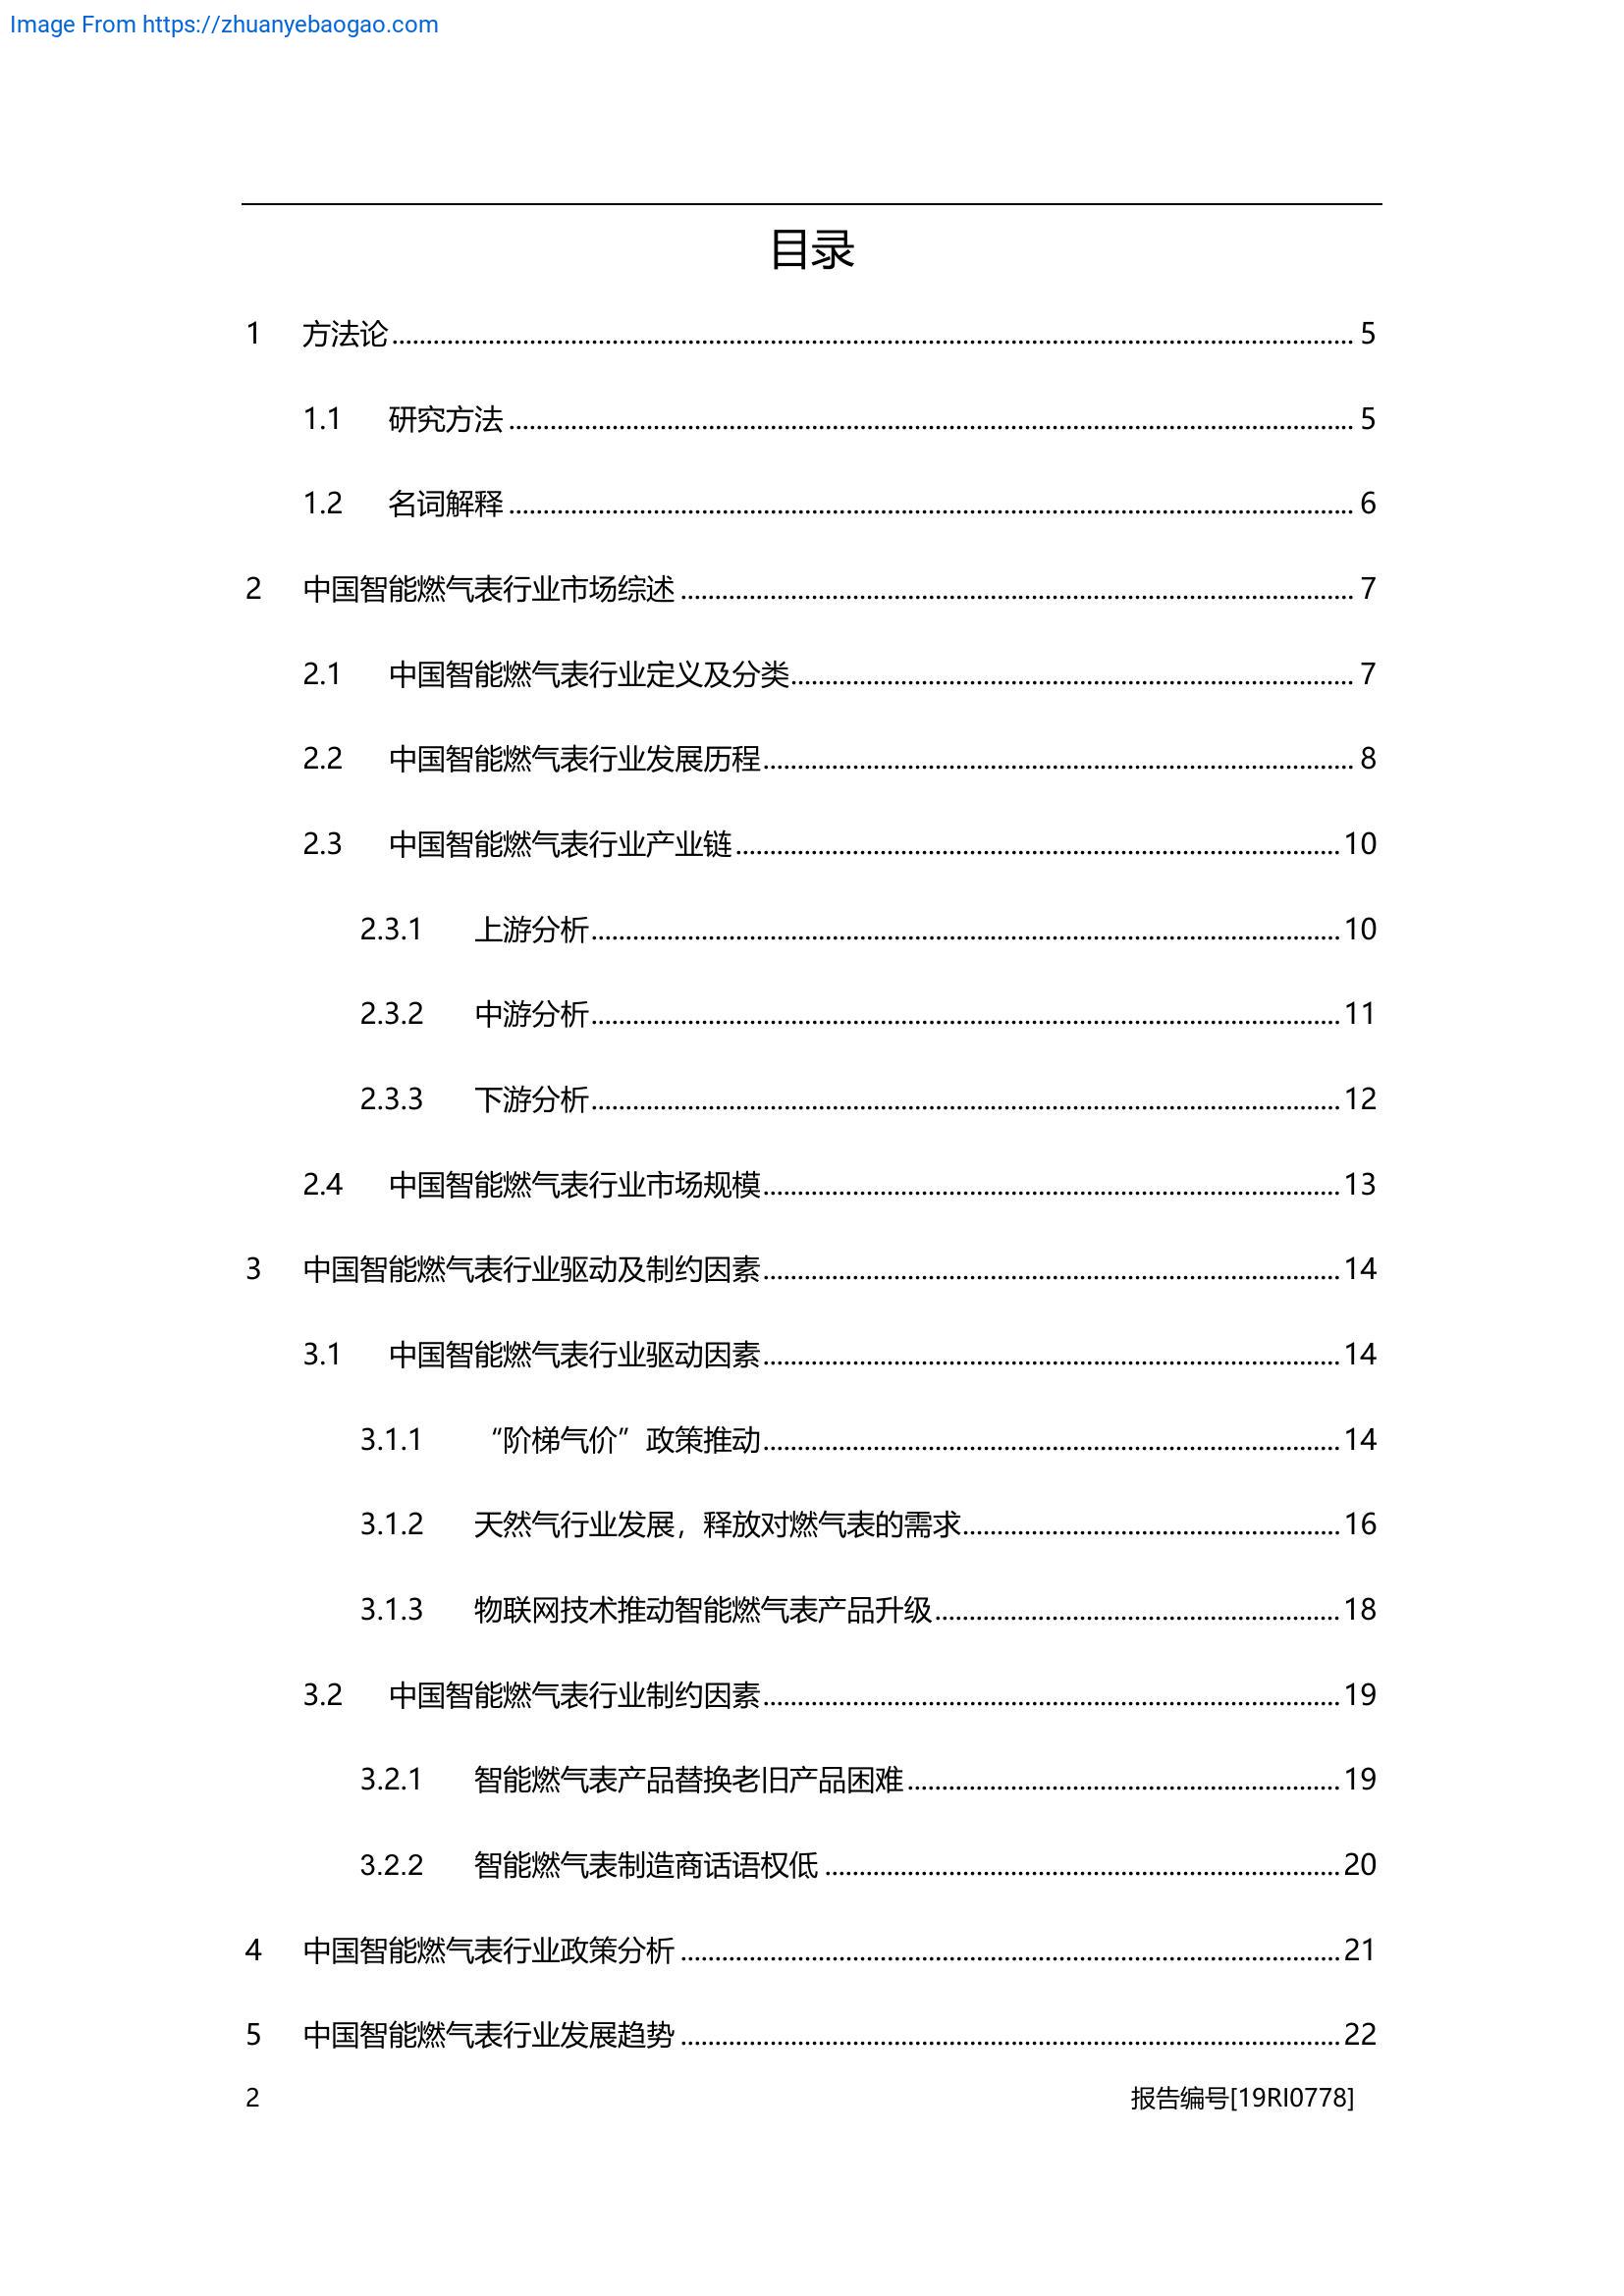 Image From https://zhuanyebaogao.com
目录
1 方法论 5
1.1 研究方法 5
1.2 名词解释 6
2 中国智能燃气表行业市场综述 7
2.1 中国智能燃气表行业定义及分类 7
2.2 中国智能燃气表行业发展历程 8
2.3 中国智能燃气表行业产业链 10
2.3.1 上游分析 10
2.3.2 中游分析 11
2.3.3 下游分析 12
2.4 中国智能燃气表行业市场规模 13
3 中国智能燃气表行业驱动及制约因素 14
3.1 中国智能燃气表行业驱动因素 14
3.1.1 “阶梯气价”政策推动 14
3.1.2 天然气行业发展，释放对燃气表的需求 16
3.1.3 物联网技术推动智能燃气表产品升级 18
3.2 中国智能燃气表行业制约因素 19
3.2.1 智能燃气表产品替换老旧产品困难 19
3.2.2 智能燃气表制造商话语权低 20
4 中国智能燃气表行业政策分析 21
5 中国智能燃气表行业发展趋势 22
2 报告编号[19RI0778]